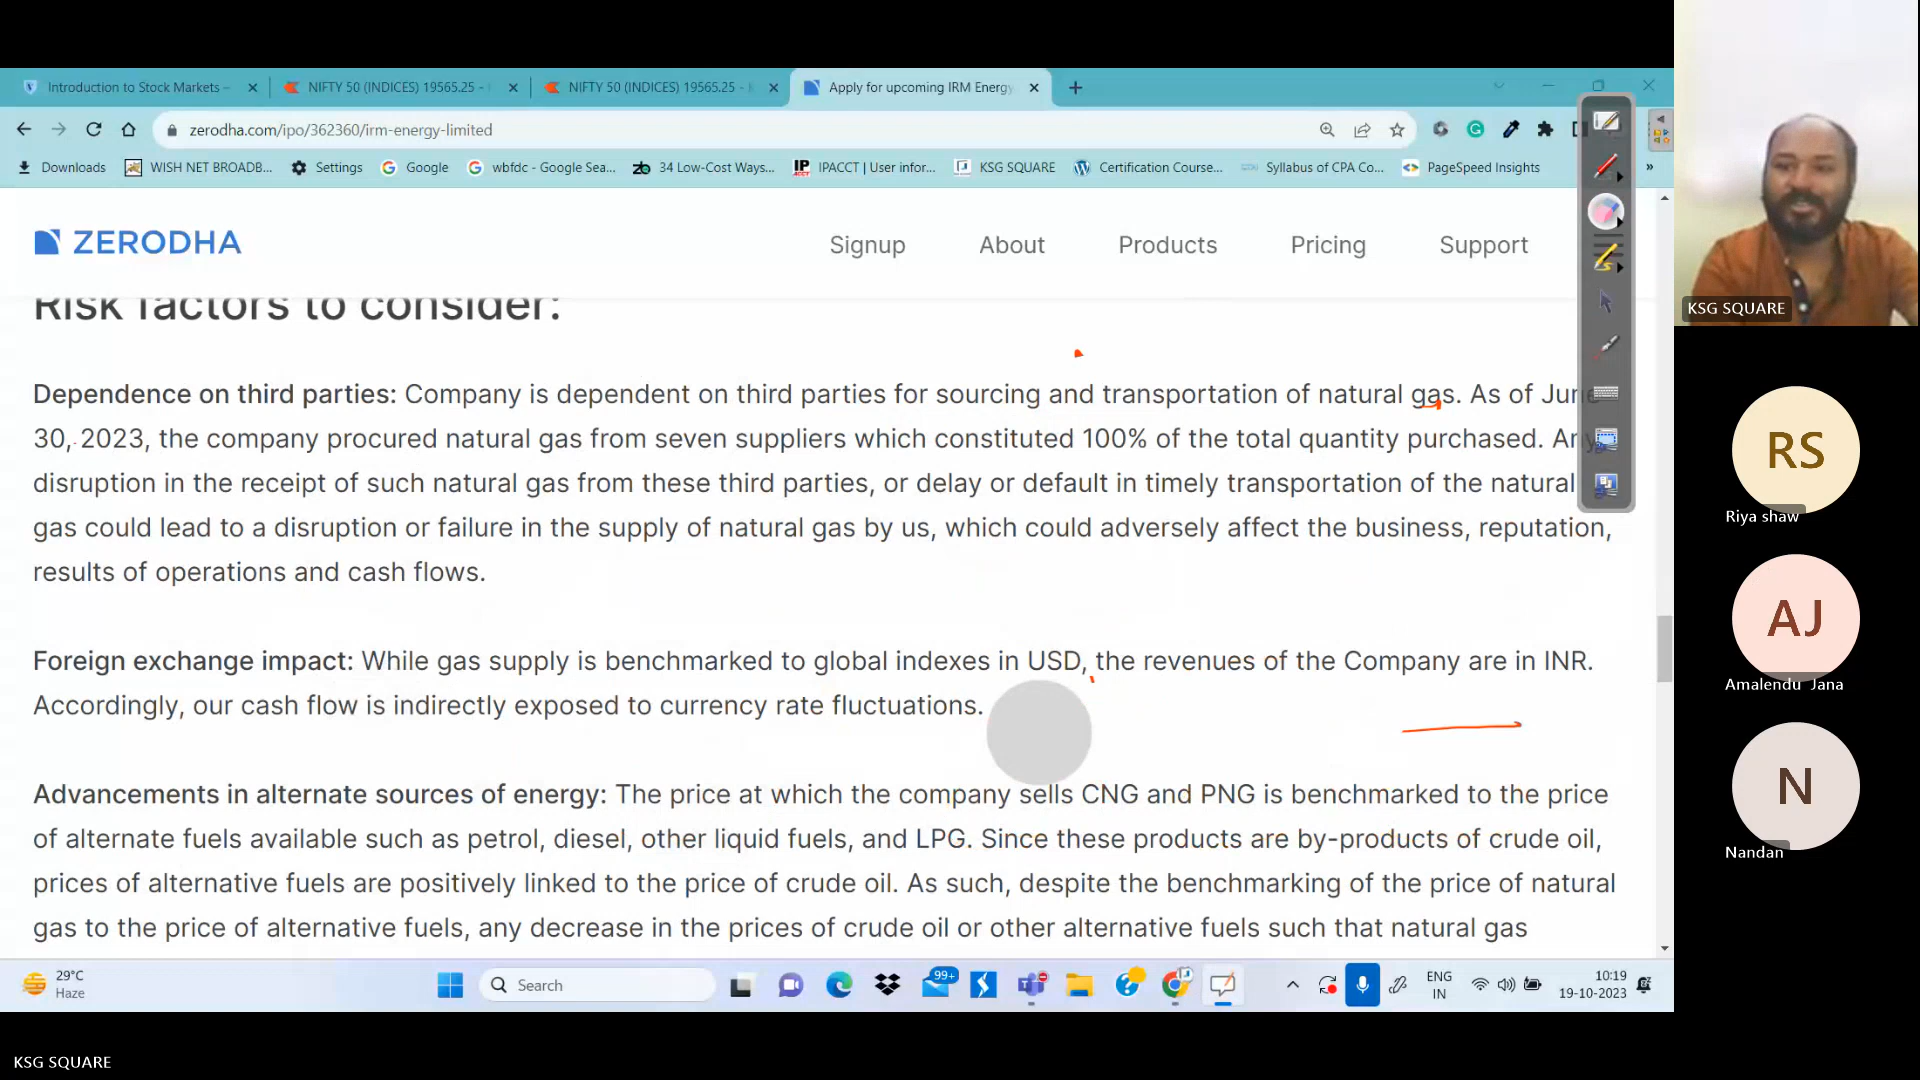 Introduction to Stock Markets –
NIFTY 50 (INDICES) 19565.25 -
NIFTY 50 (INDICES) 19565.25 -
Apply for upcoming IRM Energy
zerodha.com/ipo/362360/irm-energy-limited
Downloads
WISH NET BROADB...
Settings
Google
wbfdc - Google Sea...
34 Low-Cost Ways...
IPACCT | User infor...
KSG SQUARE
Certification Course...
Syllabus of CPA Co...
PageSpeed Insights
»
ZERODHA
Signup
About
Products
Pricing
Support
Risk factors to consider:
Dependence on third parties: Company is dependent on third parties for sourcing and transportation of natural gas. As of June
30, 2023, the company procured natural gas from seven suppliers which constituted 100% of the total quantity purchased. Any
disruption in the receipt of such natural gas from these third parties, or delay or default in timely transportation of the natural
gas could lead to a disruption or failure in the supply of natural gas by us, which could adversely affect the business, reputation,
results of operations and cash flows.
Foreign exchange impact: While gas supply is benchmarked to global indexes in USD, the revenues of the Company are in INR.
Accordingly, our cash flow is indirectly exposed to currency rate fluctuations.
Advancements in alternate sources of energy: The price at which the company sells CNG and PNG is benchmarked to the price
of alternate fuels available such as petrol, diesel, other liquid fuels, and LPG. Since these products are by-products of crude oil,
prices of alternative fuels are positively linked to the price of crude oil. As such, despite the benchmarking of the price of natural
gas to the price of alternative fuels, any decrease in the prices of crude oil or other alternative fuels such that natural gas
29°C
Haze
Search
99+
ENG
IN
10:19
19-10-2023
KSG SQUARE
RS
Riya shaw
AJ
Amalendu Jana
N
Nandan
KSG SQUARE